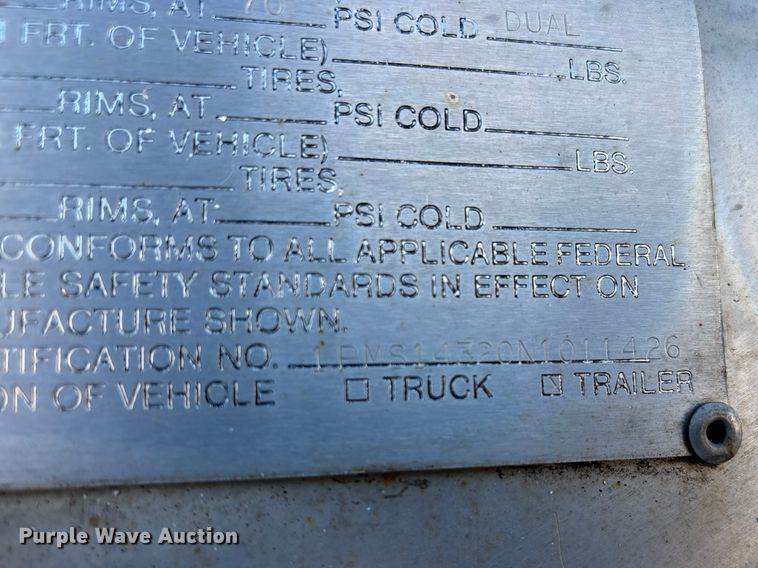 RIMS, AT 70 PSI COLD DUAL
FRT. OF VEHICLE) LBS.
TIRES,
RIMS, AT PSI COLD
FRT. OF VEHICLE) LBS.
TIRES,
RIMS, AT PSI COLD
CONFORMS TO ALL APPLICABLE FEDERAL
LE SAFETY STANDARDS IN EFFECT ON
UFACTURE SHOWN.
TIFICATION NO. 1PMS14320N1011426
ON OF VEHICLE ☐ TRUCK ☒ TRAILER
Purple Wave Auction